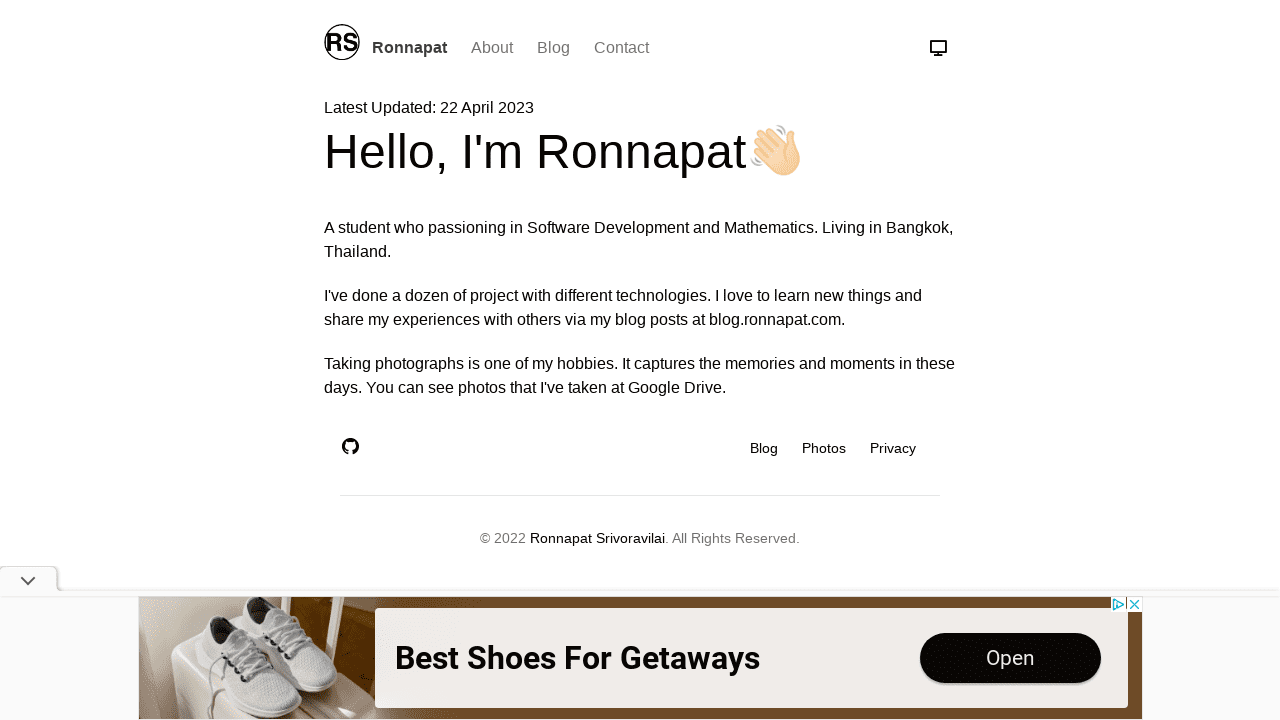 RS Ronnapat About Blog Contact
Latest Updated: 22 April 2023
Hello, I'm Ronnapat👋🏻
A student who passioning in Software Development and Mathematics. Living in Bangkok,
Thailand.
I've done a dozen of project with different technologies. I love to learn new things and
share my experiences with others via my blog posts at blog.ronnapat.com.
Taking photographs is one of my hobbies. It captures the memories and moments in these
days. You can see photos that I've taken at Google Drive.
Blog Photos Privacy
© 2022 Ronnapat Srivoravilai. All Rights Reserved.
Best Shoes For Getaways
Open